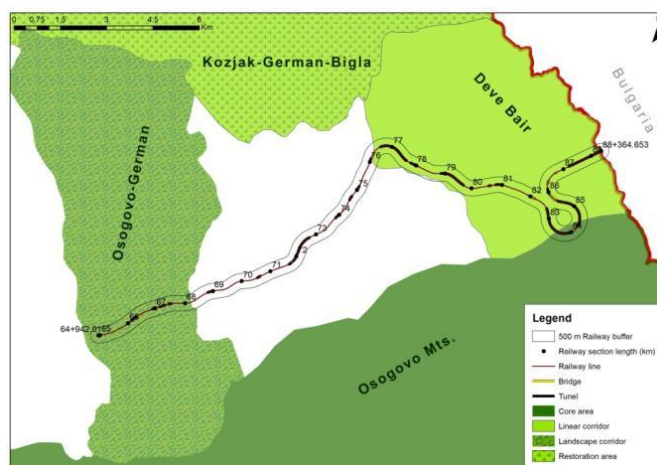 0 0.75 1.5 3 4.5 6
Km
Kozjak-German-Bigla
Deve Bair
Bulgaria
Osogovo-German
Osogovo Mts.
88+364.653
64+942.0165
66
67
68
69
70
71
73
74
75
76
77
78
79
80
81
82
83
85
86
87
Legend
500 m Railway buffer
Railway section length (km)
Railway line
Bridge
Tunel
Core area
Linear corridor
Landscape corridor
Restoration area